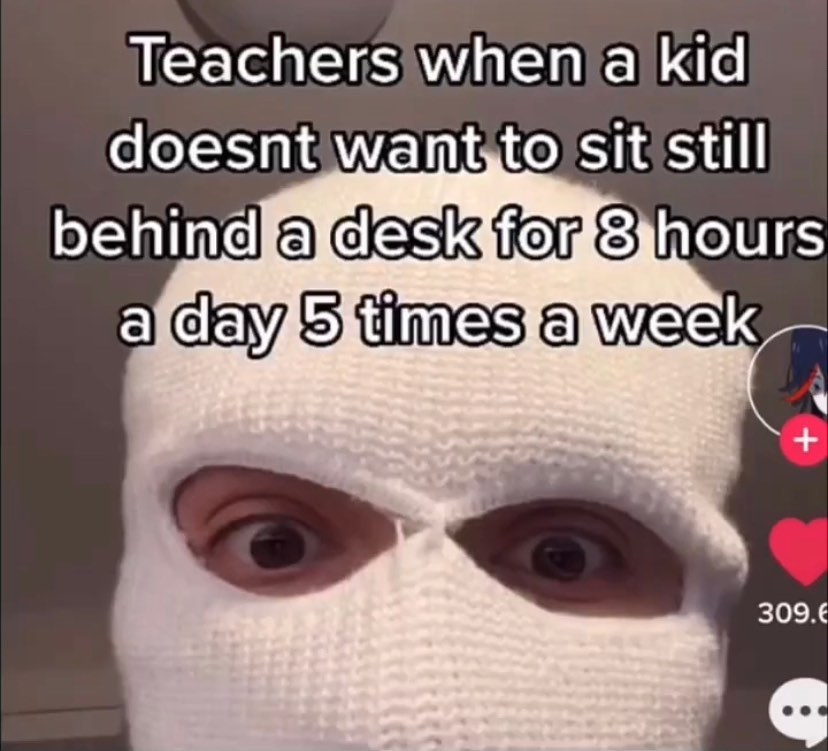 Teachers when a kid
doesnt want to sit still
behind a desk for 8 hours
a day 5 times a week
309.6